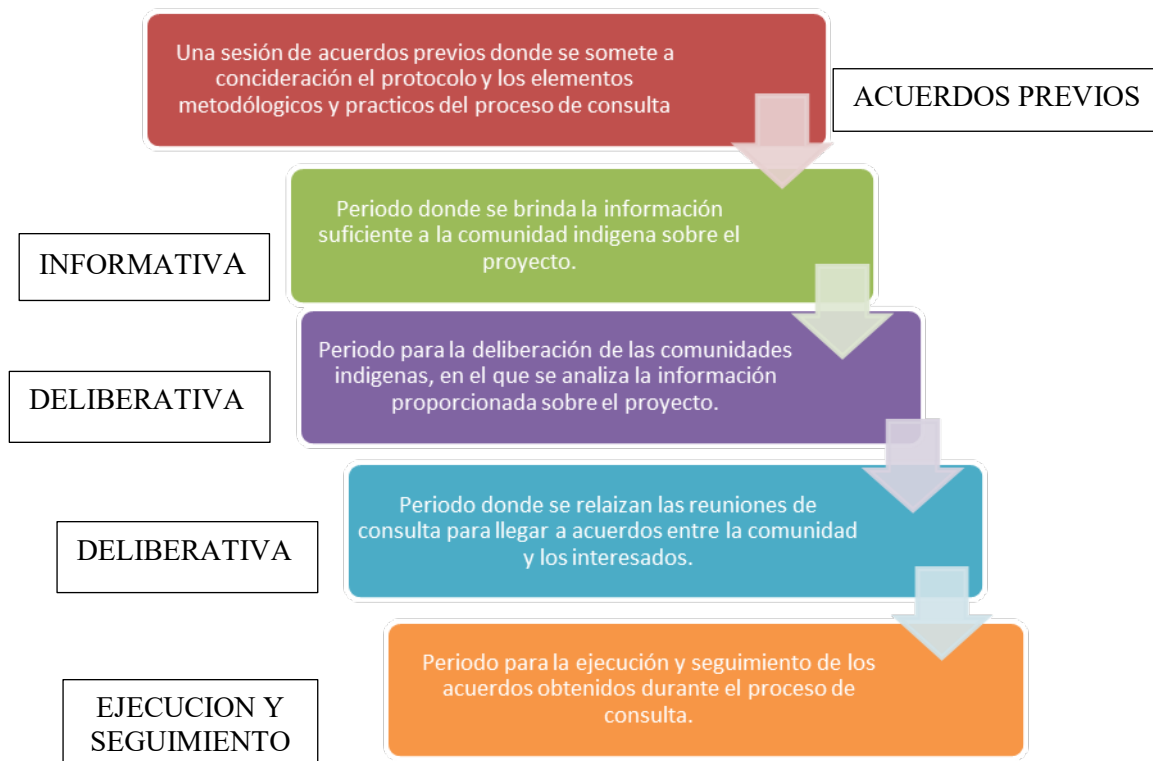 Una sesión de acuerdos previos donde se somete a
concideración el protocolo y los elementos
metodólogicos y practicos del proceso de consulta
ACUERDOS PREVIOS
Periodo donde se brinda la información
suficiente a la comunidad indigena sobre el
proyecto.
INFORMATIVA
Periodo para la deliberación de las comunidades
indigenas, en el que se analiza la información
proporcionada sobre el proyecto.
DELIBERATIVA
Periodo donde se relaizan las reuniones de
consulta para llegar a acuerdos entre la comunidad
y los interesados.
DELIBERATIVA
Periodo para la ejecución y seguimiento de los
acuerdos obtenidos durante el proceso de
consulta.
EJECUCION Y
SEGUIMIENTO